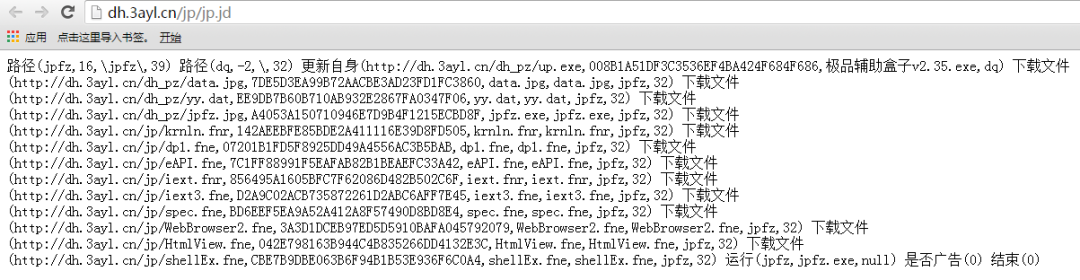 dh.3ayl.cn/jp/jp.jd
应用 点击这里导入书签。 开始
路径(jpfz,16,\jpfz\,39) 路径(dq,-2,\,32) 更新自身(http://dh.3ayl.cn/dh_pz/up.exe,008B1A51DF3C3536EF4BA424F684F686,极品辅助盒子v2.35.exe,dq) 下载文件
(http://dh.3ayl.cn/dh_pz/data.jpg,7DE5D3EA99B72AACBE3AD23FD1FC3860,data.jpg,data.jpg,jpfz,32) 下载文件
(http://dh.3ayl.cn/dh_pz/yy.dat,EE9DB7B60B710AB932E2867FA0347F06,yy.dat,yy.dat,jpfz,32) 下载文件
(http://dh.3ayl.cn/dh_pz/jpfz.jpg,A4053A150710946E7D9B4F1215ECBD8F,jpfz.exe,jpfz.exe,jpfz,32) 下载文件
(http://dh.3ayl.cn/jp/krnln.fnr,142AEEBFE85BDE2A411116E39D8FD505,krnln.fnr,krnln.fnr,jpfz,32) 下载文件
(http://dh.3ayl.cn/jp/dp1.fne,07201B1FD5F8925DD49A4556AC3B5BAB,dp1.fne,dp1.fne,jpfz,32) 下载文件
(http://dh.3ayl.cn/jp/eAPI.fne,7C1FF88991F5EAFAB82B1BEAEFC33A42,eAPI.fne,eAPI.fne,jpfz,32) 下载文件
(http://dh.3ayl.cn/jp/iext.fnr,856495A1605BFC7F62086D482B502C6F,iext.fnr,iext.fnr,jpfz,32) 下载文件
(http://dh.3ayl.cn/jp/iext3.fne,D2A9C02ACB735872261D2ABC6AFF7E45,iext3.fne,iext3.fne,jpfz,32) 下载文件
(http://dh.3ayl.cn/jp/spec.fne,BD6EEF5EA9A52A412A8F57490D8BD8E4,spec.fne,spec.fne,jpfz,32) 下载文件
(http://dh.3ayl.cn/jp/WebBrowser2.fne,3A3D1DCEB97ED5D5910BAFA045792079,WebBrowser2.fne,WebBrowser2.fne,jpfz,32) 下载文件
(http://dh.3ayl.cn/jp/HtmlView.fne,042E798163B944C4B835266DD4132E3C,HtmlView.fne,HtmlView.fne,jpfz,32) 下载文件
(http://dh.3ayl.cn/jp/shellEx.fne,CBE7B9DBE063B6F94B1B53E936F6C0A4,shellEx.fne,shellEx.fne,jpfz,32) 运行(jpfz,jpfz.exe,null) 是否广告(0) 结束(0)